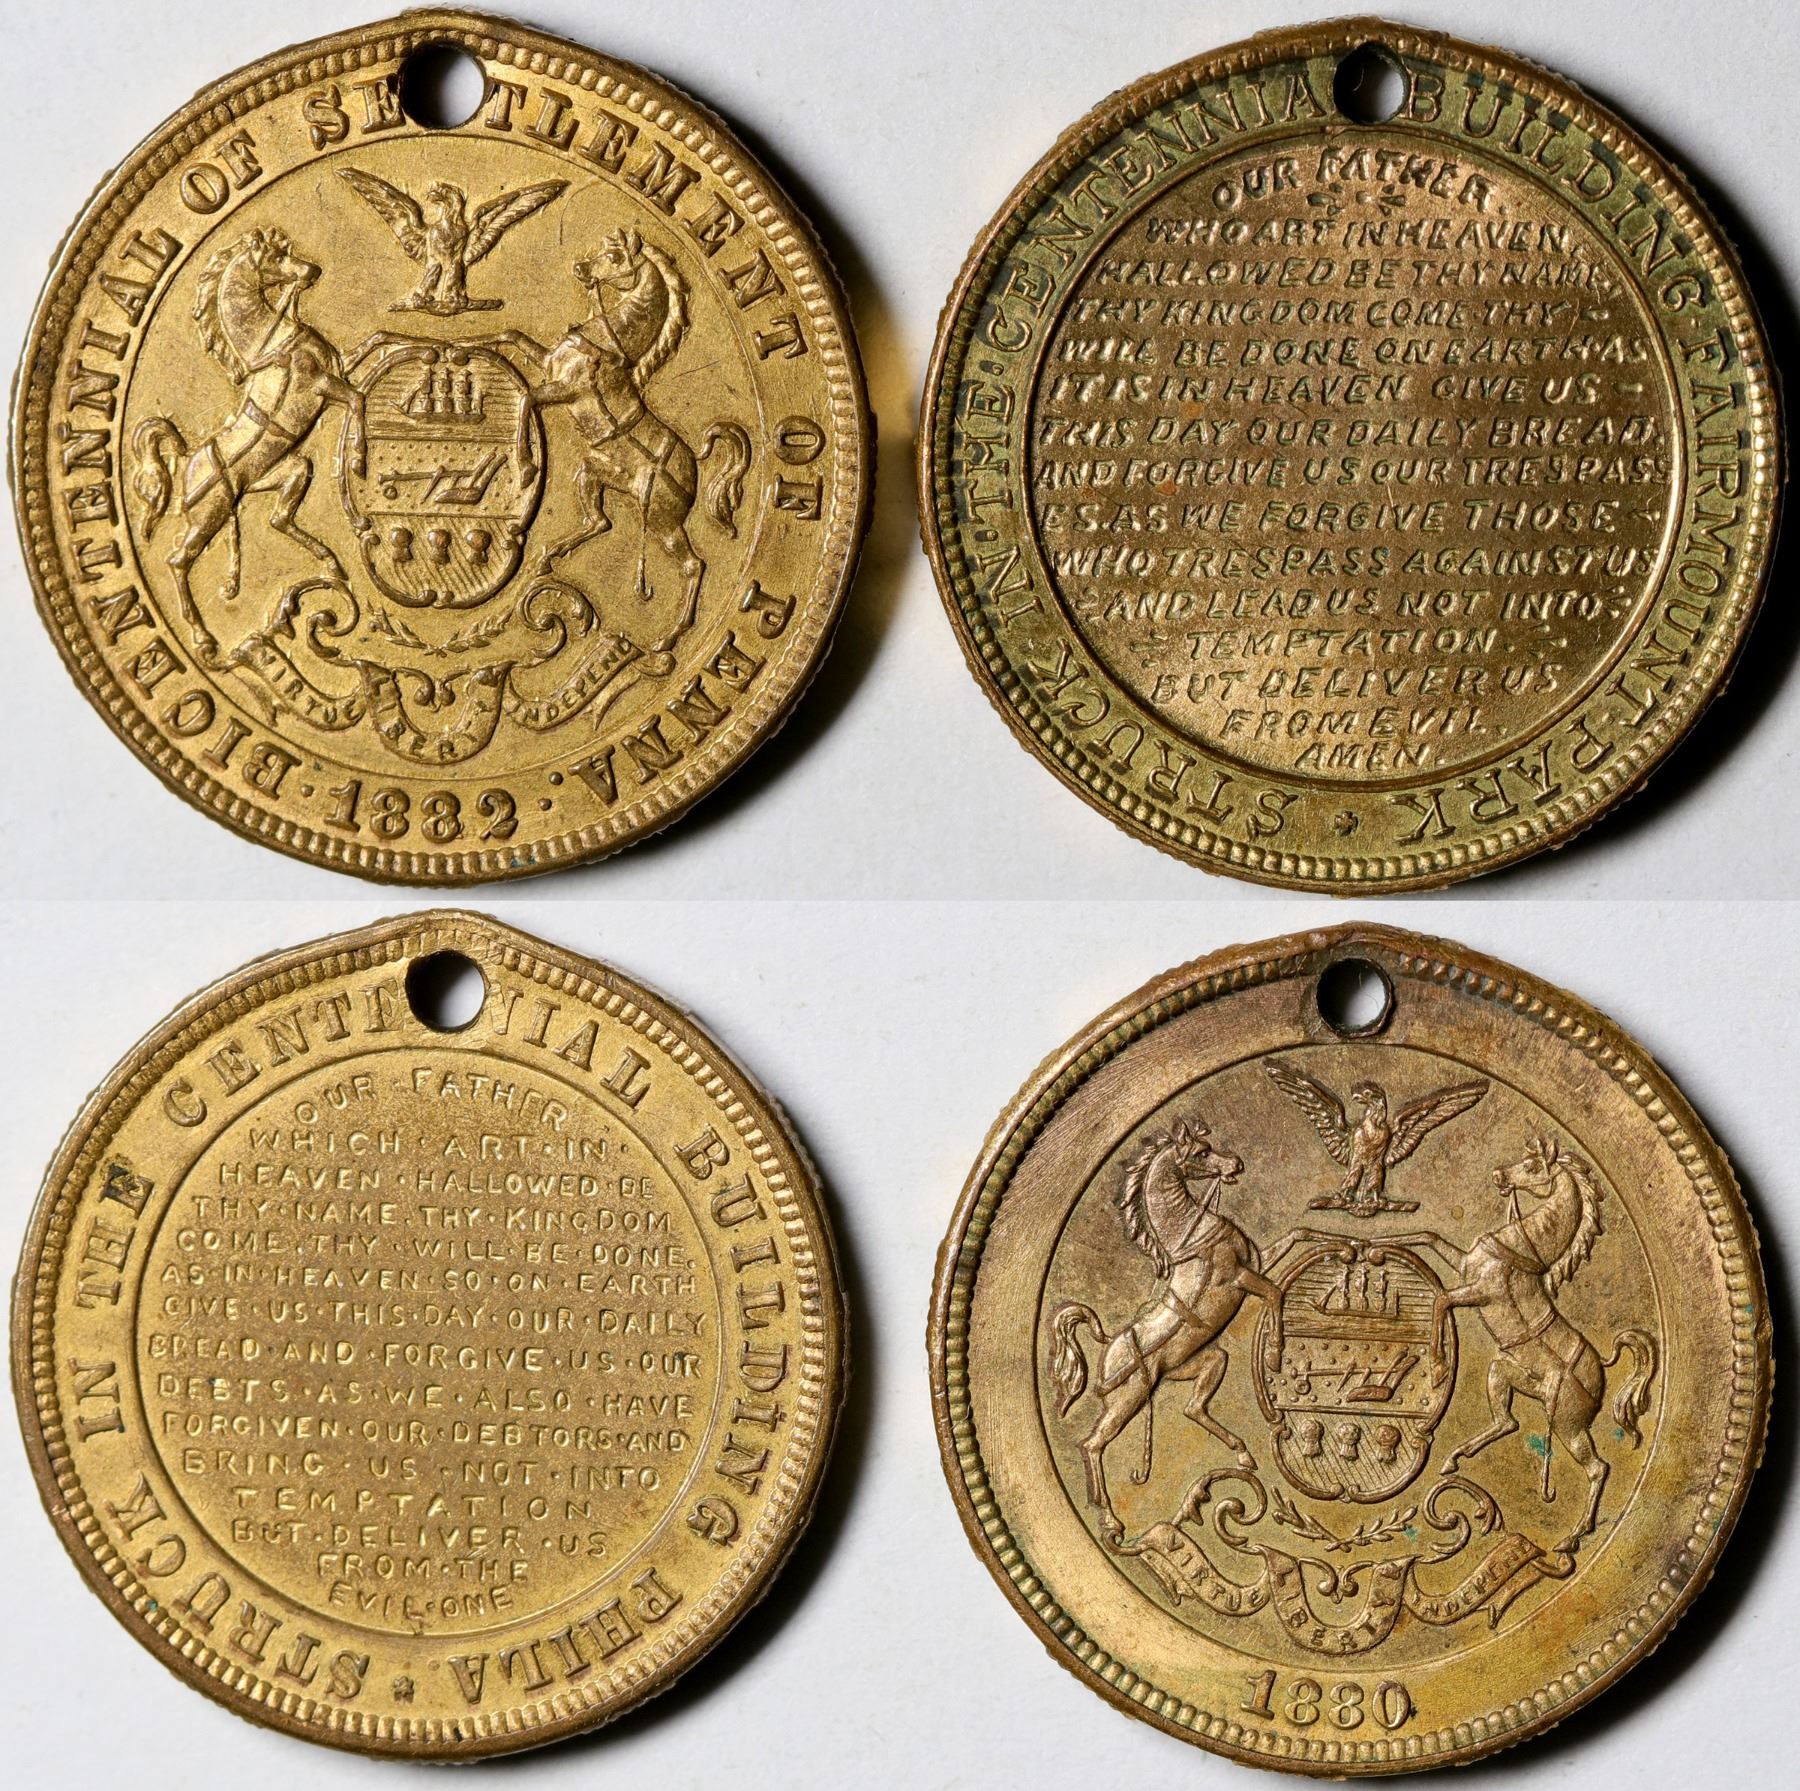 BICENTENNIAL OF SETTLEMENT OF PENNA
1882
VIRTUE LIBERTY INDEPEND
STRUCK · IN · THE · CENTENNIA BUILDING · FAIRMOUNT · PARK
OUR FATHER.
WHO ART IN HEAVEN,
HALLOWED BE THY NAME,
THY KINGDOM COME. THY
WILL BE DONE ON EARTH AS
IT IS IN HEAVEN GIVE US
THIS DAY OUR DAILY BREAD.
AND FORGIVE US OUR TRESPASS
ES. AS WE FORGIVE THOSE
WHO TRESPASS AGAINST US
AND LEAD US NOT INTO
TEMPTATION.
BUT DELIVER US
FROM EVIL.
AMEN.
STRUCK IN THE CENTENNIAL BUILDING PHILA
OUR · FATHER
WHICH · ART · IN ·
HEAVEN · HALLOWED · BE
THY · NAME. THY · KINGDOM
COME. THY · WILL · BE · DONE.
AS · IN · HEAVEN · SO · ON · EARTH
GIVE · US · THIS · DAY · OUR · DAILY
BREAD · AND · FORGIVE · US · OUR
DEBTS · AS · WE · ALSO · HAVE
FORGIVEN · OUR · DEBTORS · AND
BRING · US · NOT · INTO
TEMPTATION
BUT · DELIVER · US
FROM · THE
EVIL · ONE
VIRTUE LIBERTY INDEPEND
1880